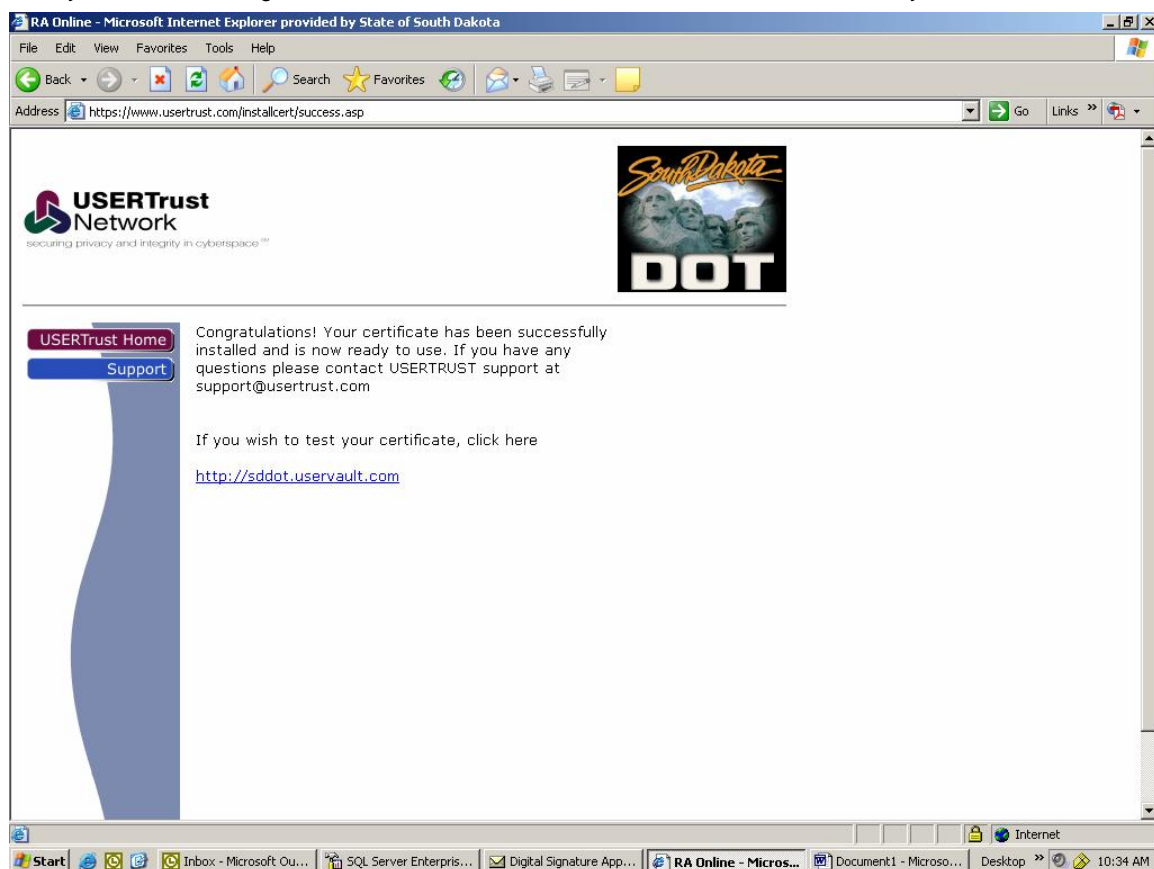 RA Online - Microsoft Internet Explorer provided by State of South Dakota
File Edit View Favorites Tools Help
Back Search Favorites
Address https://www.usertrust.com/installcert/success.asp Go Links »
South Dakota
DOT
USERTrust
Network
securing privacy and integrity in cyberspace℠
USERTrust Home
Support
Congratulations! Your certificate has been successfully
installed and is now ready to use. If you have any
questions please contact USERTRUST support at
support@usertrust.com
If you wish to test your certificate, click here
http://sddot.uservault.com
Internet
Start Inbox - Microsoft Ou... SQL Server Enterpris... Digital Signature App... RA Online - Micros... Document1 - Microso... Desktop » 10:34 AM